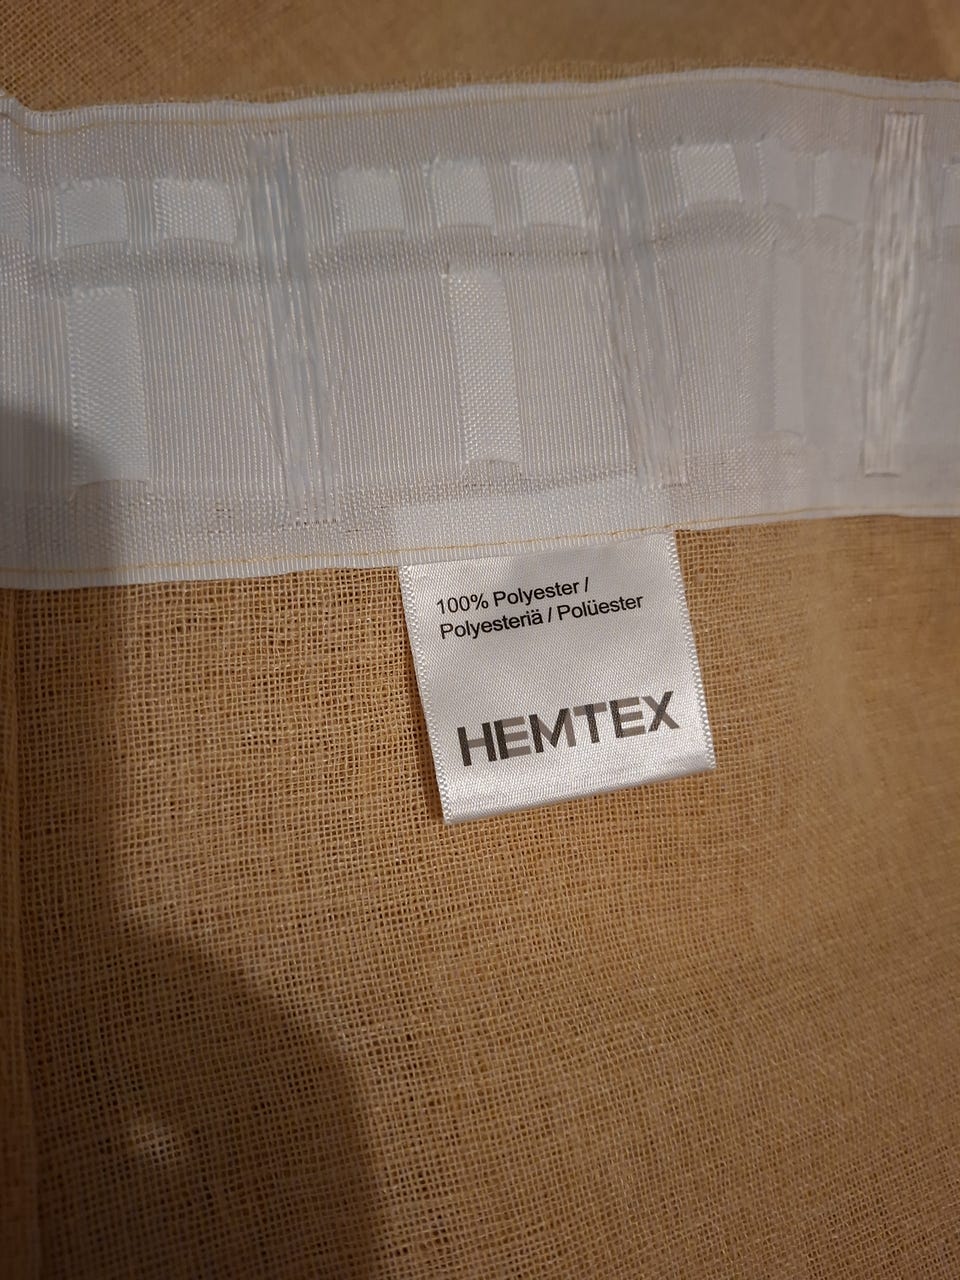 100% Polyester /
Polyesteriä / Polüester
HEMTEX